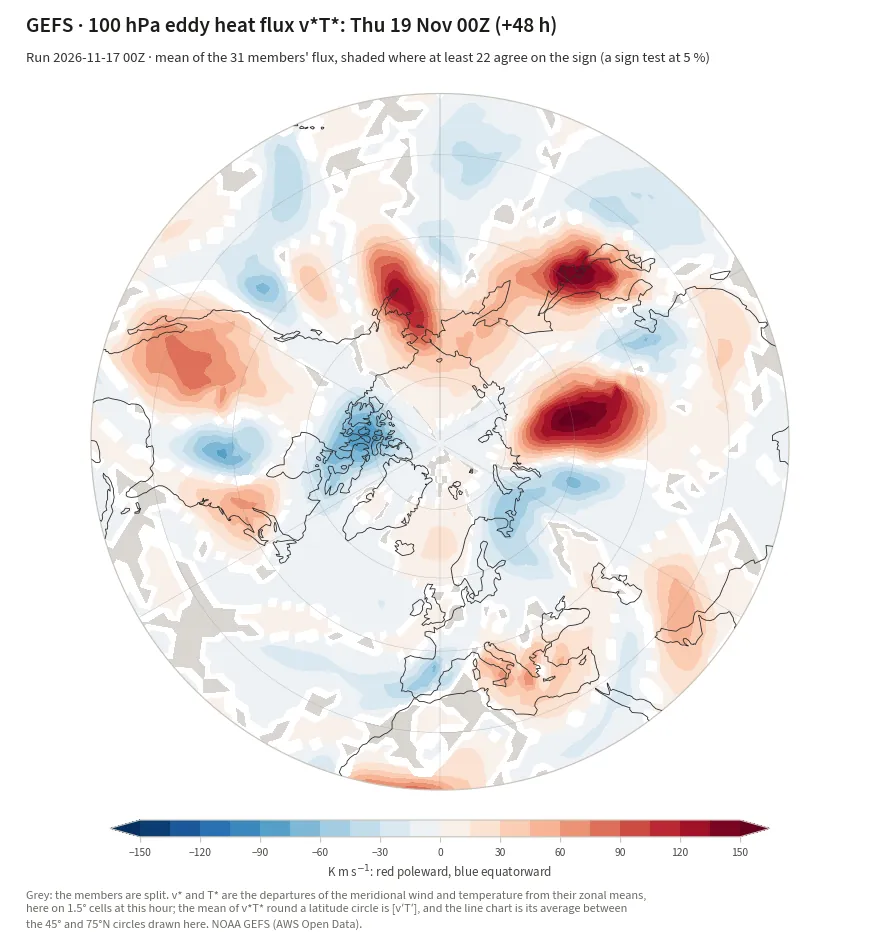 GEFS · 100 hPa eddy heat flux v*T*: Thu 19 Nov 00Z (+48 h)
Run 2026-11-17 00Z · mean of the 31 members' flux, shaded where at least 22 agree on the sign (a sign test at 5 %)
−150 −120 −90 −60 −30 0 30 60 90 120 150
K m s⁻¹: red poleward, blue equatorward
Grey: the members are split. v* and T* are the departures of the meridional wind and temperature from their zonal means,
here on 1.5° cells at this hour; the mean of v*T* round a latitude circle is [v'T'], and the line chart is its average between
the 45° and 75°N circles drawn here. NOAA GEFS (AWS Open Data).